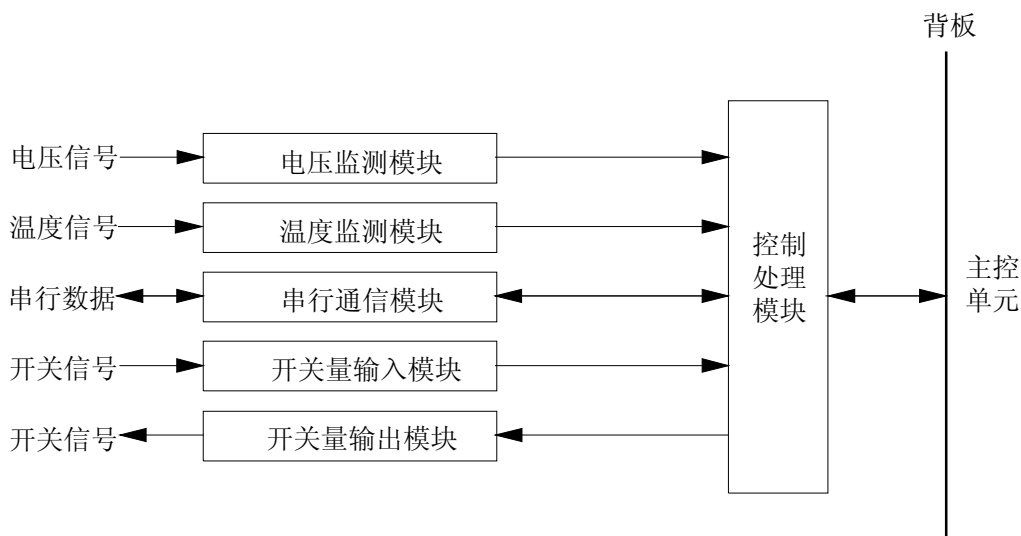 背板
电压信号
电压监测模块
温度信号
温度监测模块
串行数据
串行通信模块
开关信号
开关量输入模块
开关信号
开关量输出模块
控制
处理
模块
主控
单元